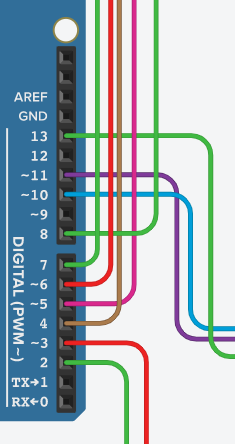 AREF
GND
13
12
~11
~10
~9
8
7
~6
~5
4
~3
2
TX→1
RX←0
DIGITAL (PWM ~)